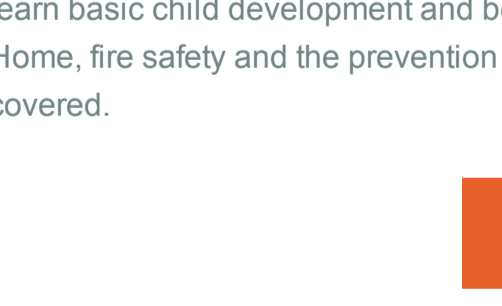 earn basic child development and b
Home, fire safety and the prevention
covered.